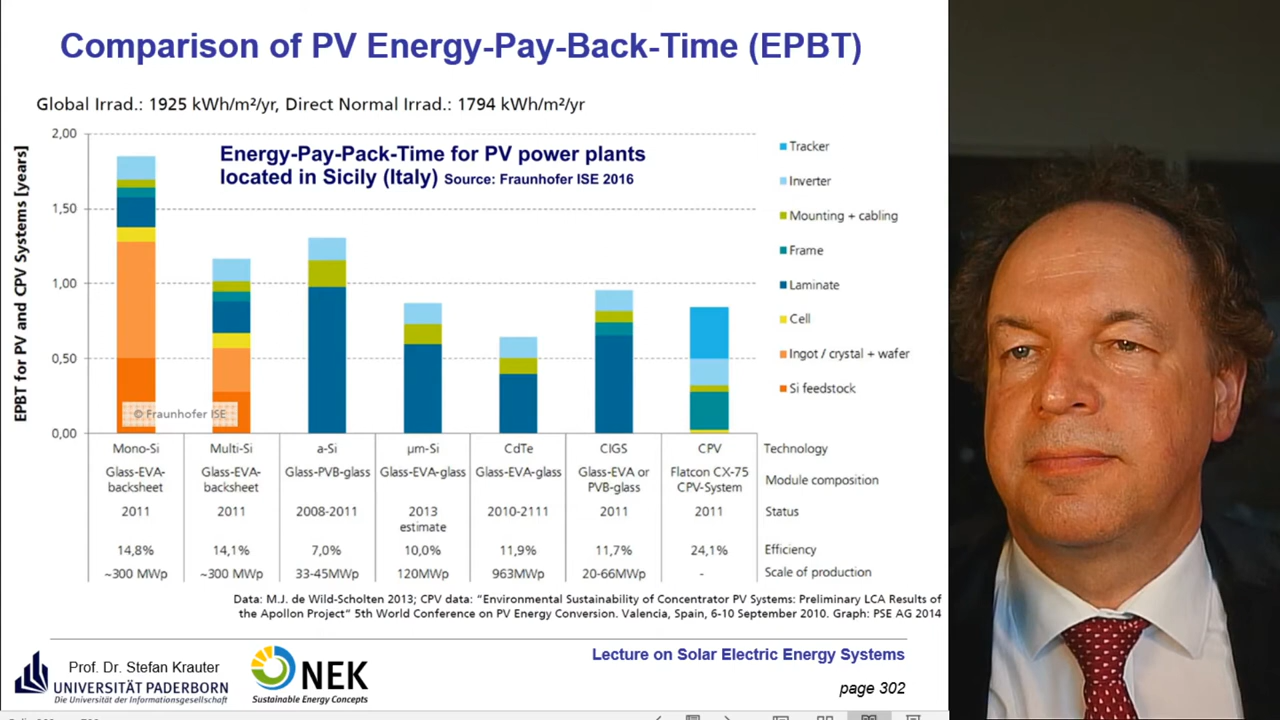 Comparison of PV Energy-Pay-Back-Time (EPBT)
Global Irrad.: 1925 kWh/m²/yr, Direct Normal Irrad.: 1794 kWh/m²/yr
EPBT for PV and CPV Systems [years]
2,00
1,50
1,00
0,50
0,00
Energy-Pay-Pack-Time for PV power plants
located in Sicily (Italy) Source: Fraunhofer ISE 2016
Tracker
Inverter
Mounting + cabling
Frame
Laminate
Cell
Ingot / crystal + wafer
Si feedstock
© Fraunhofer ISE
Mono-Si Multi-Si a-Si µm-Si CdTe CIGS CPV Technology
Glass-EVA-backsheet Glass-EVA-backsheet Glass-PVB-glass Glass-EVA-glass Glass-EVA-glass Glass-EVA or PVB-glass Flatcon CX-75 CPV-System Module composition
2011 2011 2008-2011 2013 estimate 2010-2111 2011 2011 Status
14,8% 14,1% 7,0% 10,0% 11,9% 11,7% 24,1% Efficiency
~300 MWp ~300 MWp 33-45MWp 120MWp 963MWp 20-66MWp - Scale of production
Data: M.J. de Wild-Scholten 2013; CPV data: "Environmental Sustainability of Concentrator PV Systems: Preliminary LCA Results of
the Apollon Project" 5th World Conference on PV Energy Conversion. Valencia, Spain, 6-10 September 2010. Graph: PSE AG 2014
Prof. Dr. Stefan Krauter
UNIVERSITÄT PADERBORN
Die Universität der Informationsgesellschaft
NEK
Sustainable Energy Concepts
Lecture on Solar Electric Energy Systems
page 302